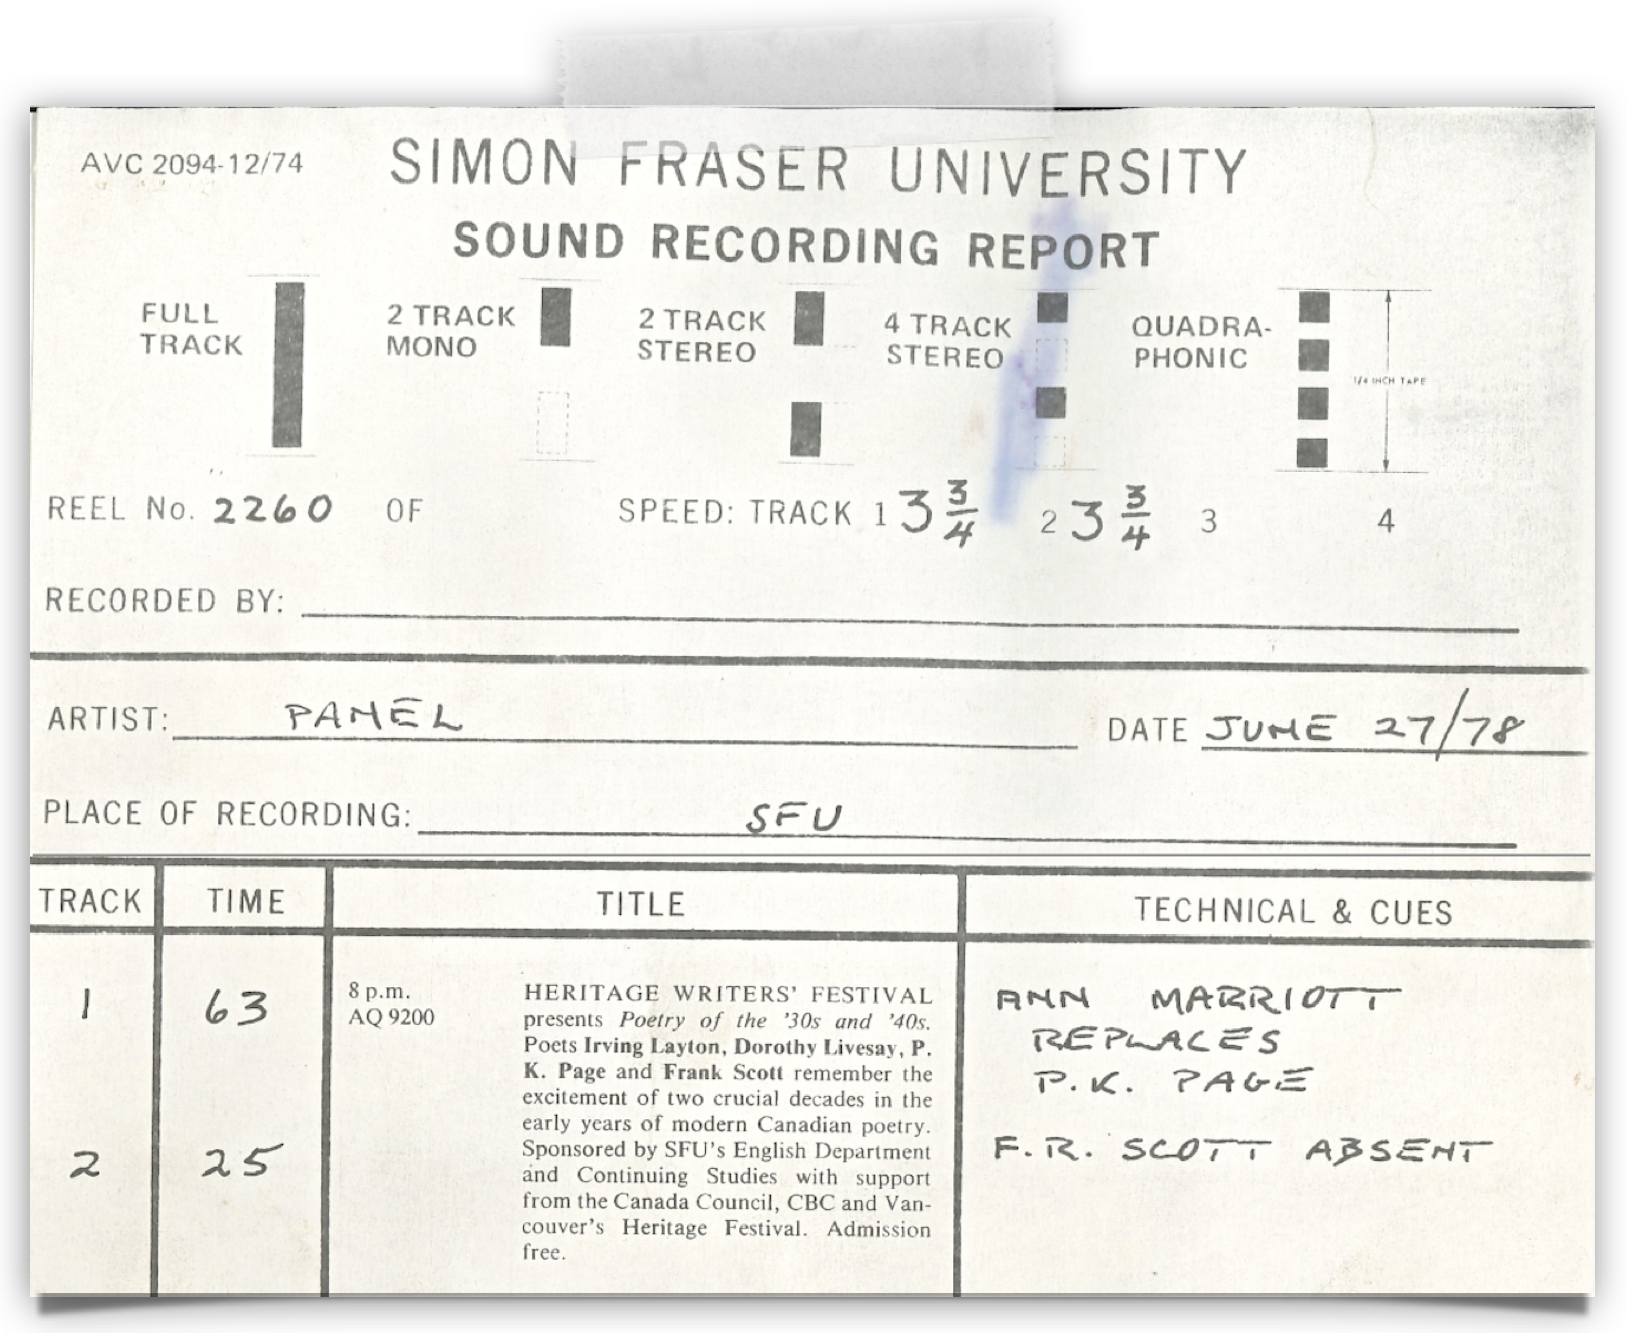 AVC 2094-12/74
SIMON FRASER UNIVERSITY
SOUND RECORDING REPORT
FULL TRACK
2 TRACK MONO
2 TRACK STEREO
4 TRACK STEREO
QUADRA-PHONIC
1/4 INCH TAPE
REEL No. 2260 OF SPEED: TRACK 1 3 3/4 2 3 3/4 3 4
RECORDED BY:
ARTIST: PANEL DATE JUNE 27/78
PLACE OF RECORDING: SFU
TRACK TIME TITLE TECHNICAL & CUES
1 63
8 p.m.
AQ 9200
HERITAGE WRITERS' FESTIVAL
presents Poetry of the '30s and '40s.
Poets Irving Layton, Dorothy Livesay, P.
K. Page and Frank Scott remember the
excitement of two crucial decades in the
early years of modern Canadian poetry.
Sponsored by SFU's English Department
and Continuing Studies with support
from the Canada Council, CBC and Van-
couver's Heritage Festival. Admission
free.
ANN MARRIOTT
REPLACES
P.K. PAGE
2 25
F.R. SCOTT ABSENT